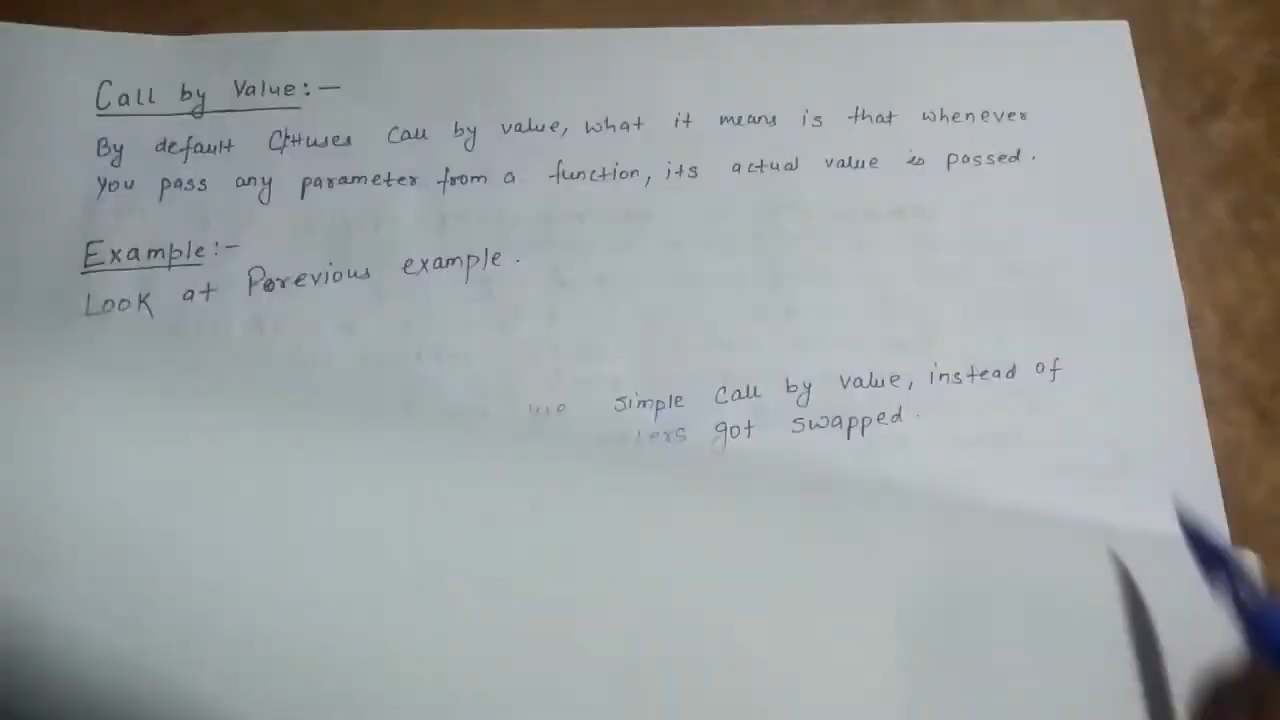 Call by Value:-
By default C++ uses Call by value, what it means is that whenever
You pass any parameter from a function, its actual value is passed.
Example:-
Look at Porevious example.
simple call by value, instead of
got swapped.